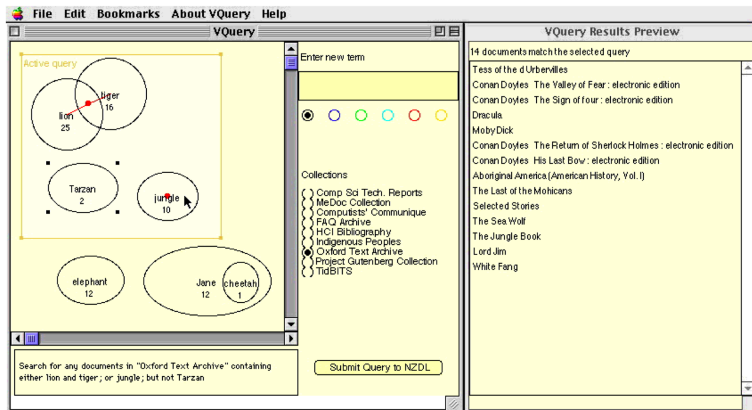 File Edit Bookmarks About VQuery Help
VQuery
Active query
tiger
16
lion
25
Tarzan
2
jungle
10
elephant
12
Jane
12
cheetah
1
Search for any documents in "Oxford Text Archive" containing
either lion and tiger; or jungle; but not Tarzan
Enter new term
Collections
Comp Sci Tech. Reports
MeDoc Collection
Computists' Communique
FAQ Archive
HCI Bibliography
Indigenous Peoples
Oxford Text Archive
Project Gutenberg Collection
TidBITS
Submit Query to NZDL
VQuery Results Preview
14 documents match the selected query
Tess of the d Urbervilles
Conan Doyles The Valley of Fear : electronic edition
Conan Doyles The Sign of four : electronic edition
Dracula
Moby Dick
Conan Doyles The Return of Sherlock Holmes : electronic edition
Conan Doyles His Last Bow : electronic edition
Aboriginal America (American History, Vol. I)
The Last of the Mohicans
Selected Stories
The Sea Wolf
The Jungle Book
Lord Jim
White Fang